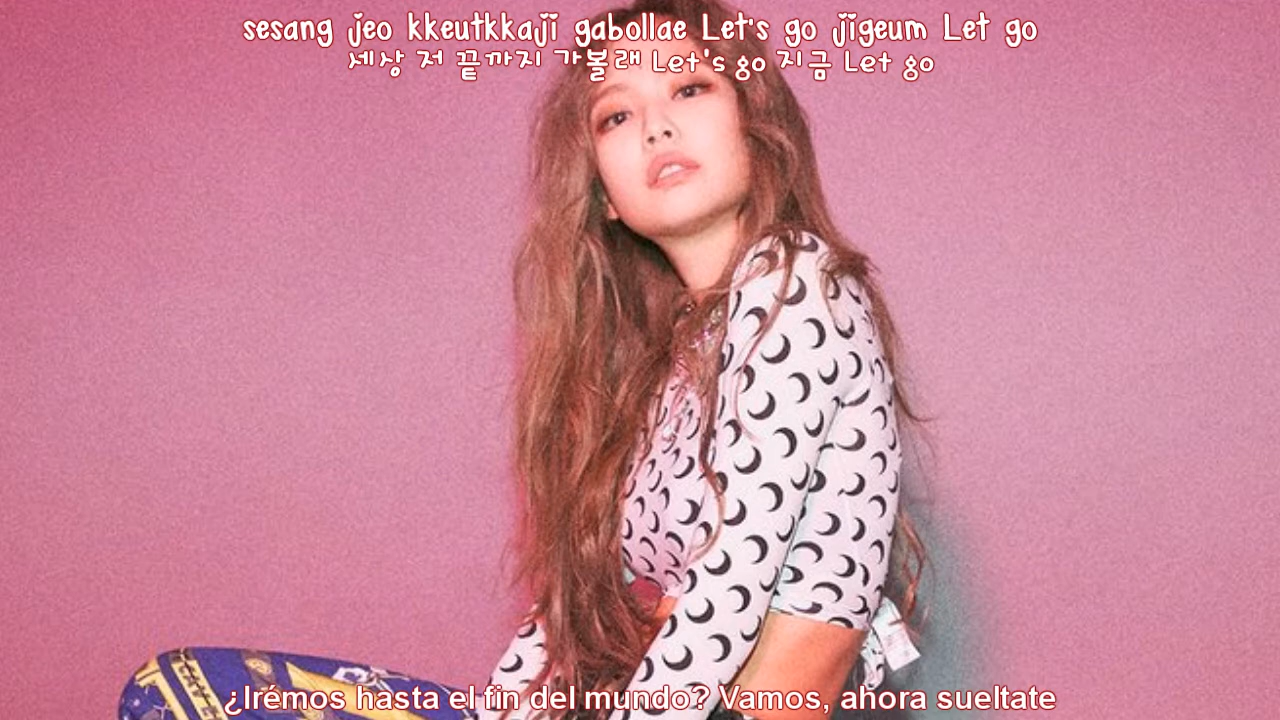 sesang jeo kkeutkkaji gabollae Let's go jigeum Let go
세상 저 끝까지 가볼래 Let's go 지금 Let go
¿Irémos hasta el fin del mundo? Vamos, ahora sueltate